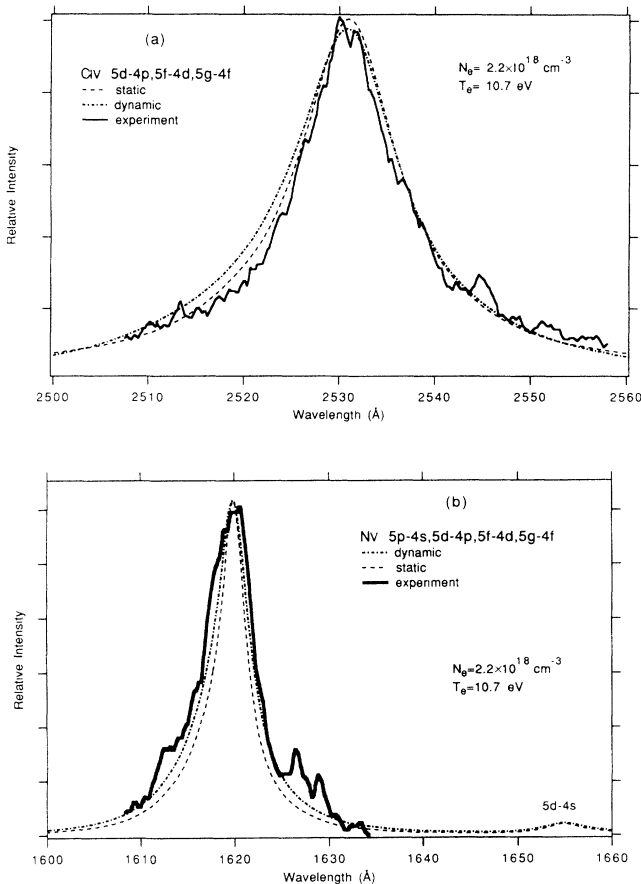 (a)
CIV 5d-4p,5f-4d,5g-4f
static
dynamic
experiment
Ne= 2.2×10^18 cm^-3
Te= 10.7 eV
Relative Intensity
2500 2510 2520 2530 2540 2550 2560
Wavelength (Å)
(b)
NV 5p-4s,5d-4p,5f-4d,5g-4f
dynamic
static
experiment
Ne=2.2×10^18 cm^-3
Te=10.7 eV
5d-4s
Relative Intensity
1600 1610 1620 1630 1640 1650 1660
Wavelength (Å)